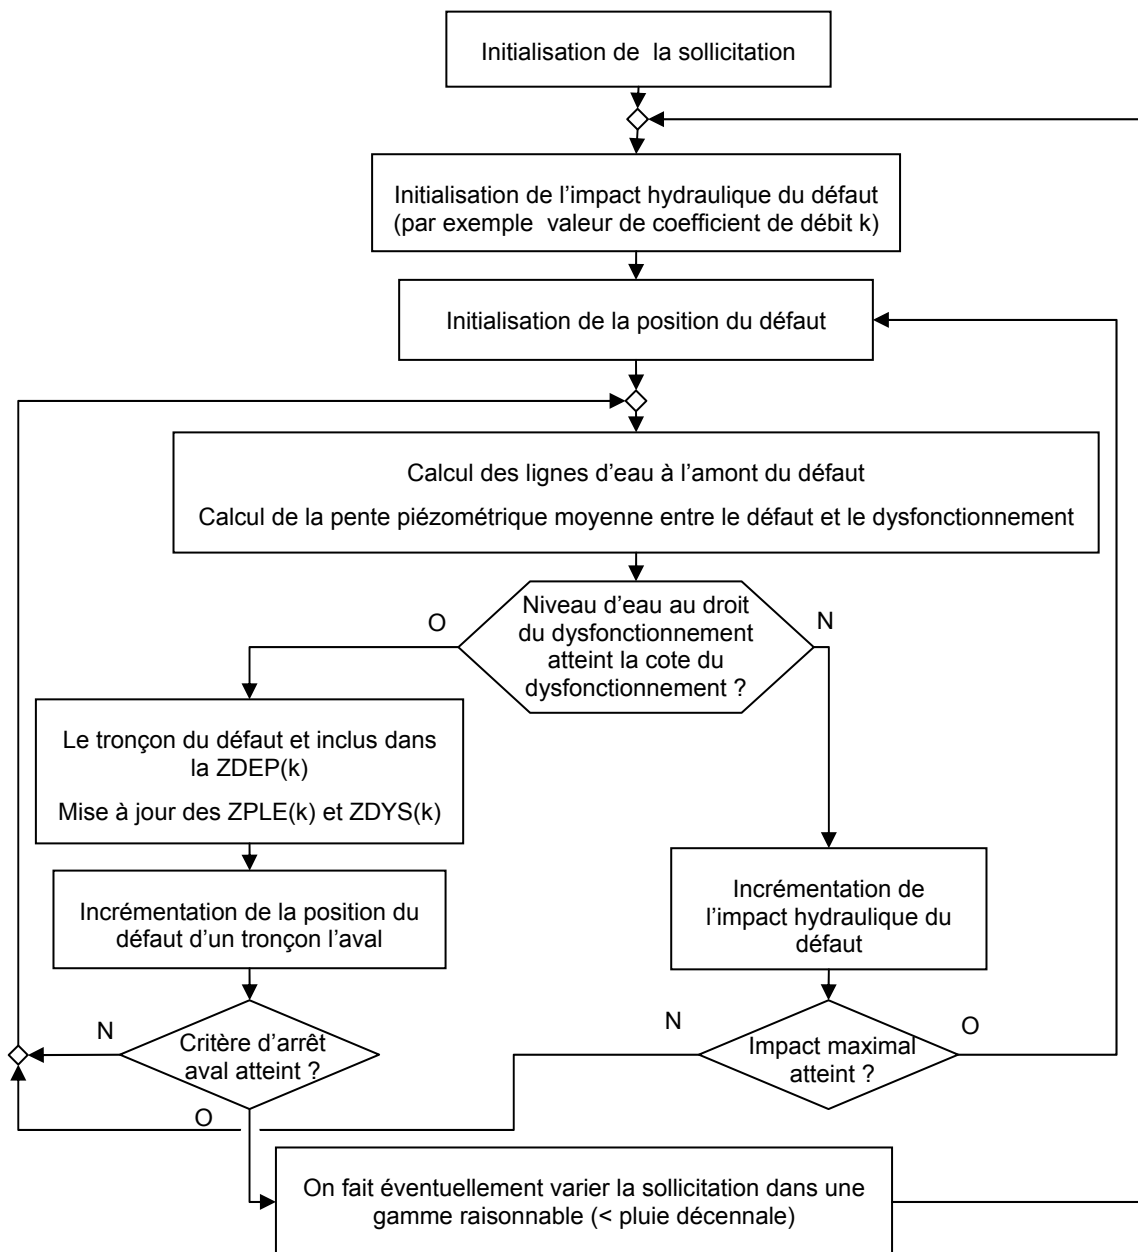 Initialisation de la sollicitation
Initialisation de l’impact hydraulique du défaut
(par exemple valeur de coefficient de débit k)
Initialisation de la position du défaut
Calcul des lignes d’eau à l’amont du défaut
Calcul de la pente piézométrique moyenne entre le défaut et le dysfonctionnement
Niveau d’eau au droit
du dysfonctionnement
atteint la cote du
dysfonctionnement ?
O
N
Le tronçon du défaut et inclus dans
la ZDEP(k)
Mise à jour des ZPLE(k) et ZDYS(k)
Incrémentation de la position du
défaut d’un tronçon l’aval
Incrémentation de
l’impact hydraulique du
défaut
N
Critère d’arrêt
aval atteint ?
O
N
Impact maximal
atteint ?
O
On fait éventuellement varier la sollicitation dans une
gamme raisonnable (< pluie décennale)